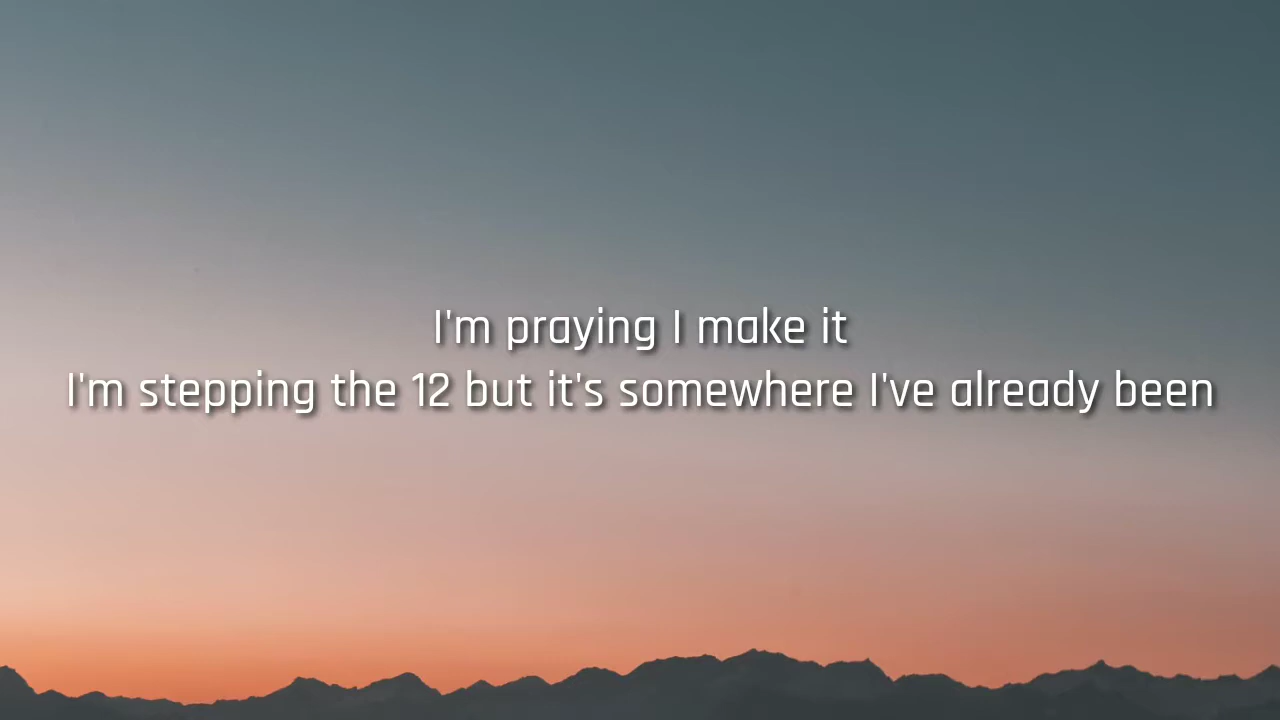 I'm praying I make it
I'm stepping the 12 but it's somewhere I've already been